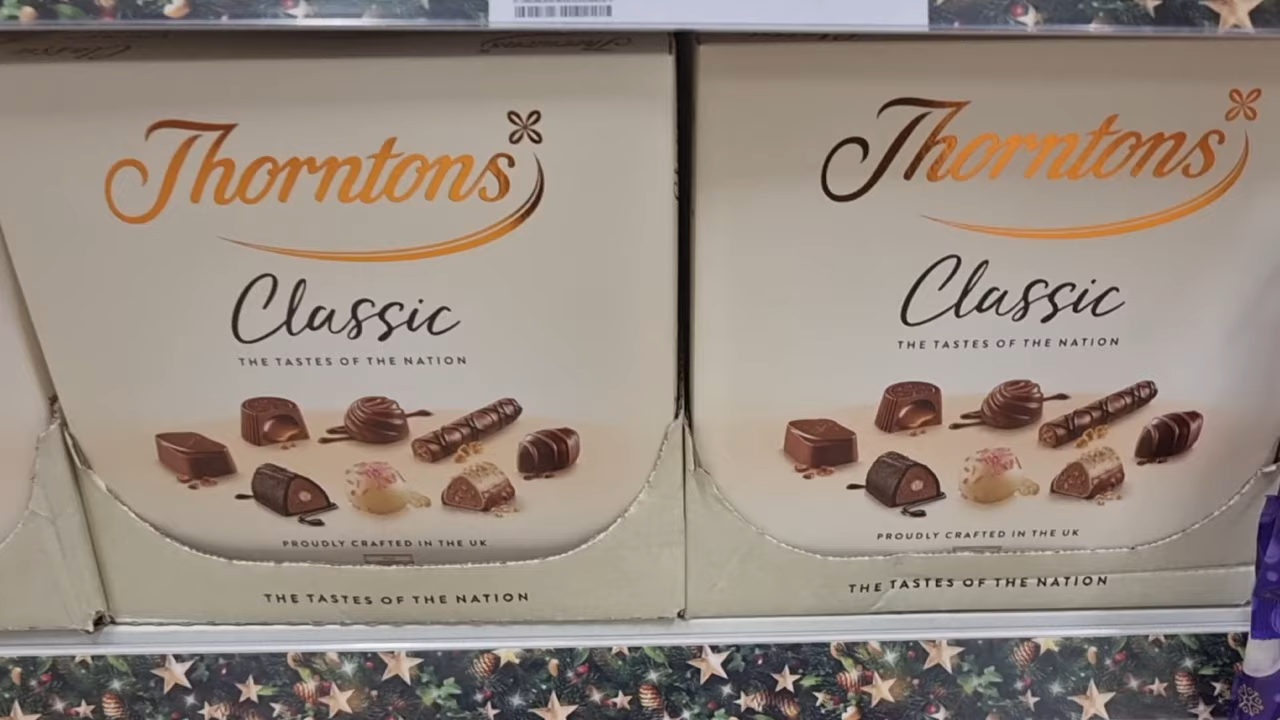 Thorntons
Classic
THE TASTES OF THE NATION
PROUDLY CRAFTED IN THE UK
THE TASTES OF THE NATION
Thorntons
Classic
THE TASTES OF THE NATION
PROUDLY CRAFTED IN THE UK
THE TASTES OF THE NATION